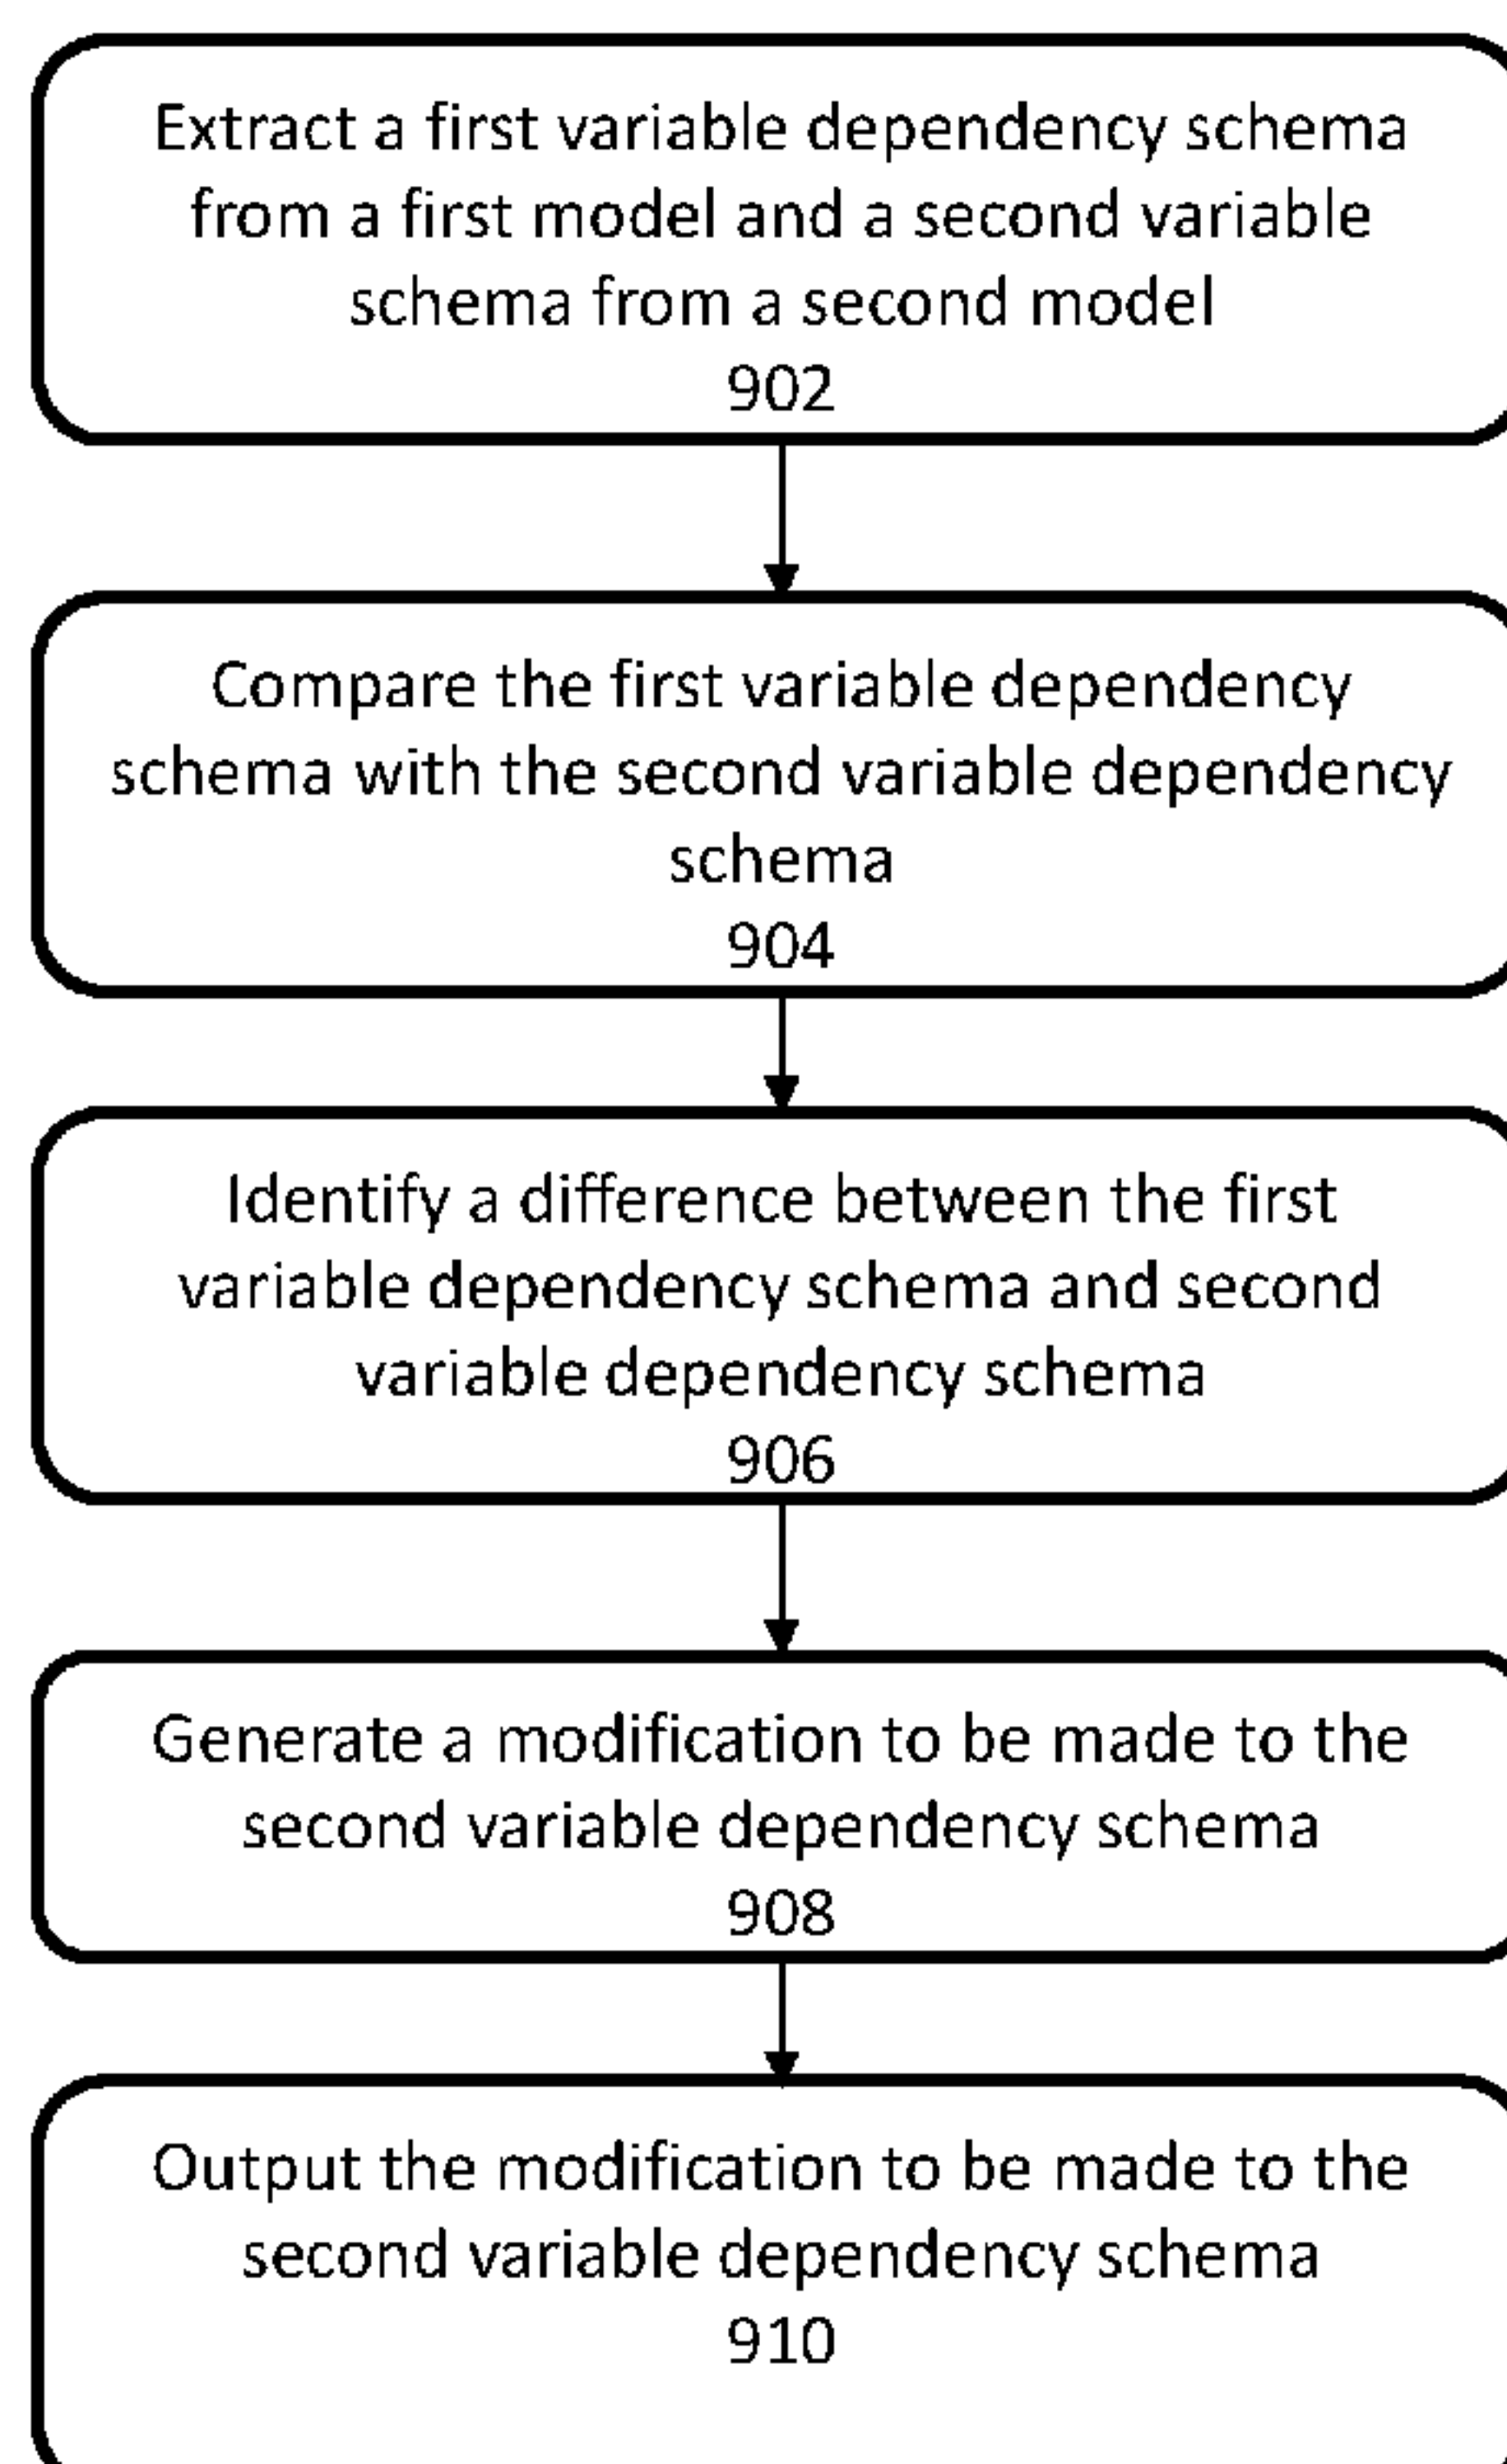 Extract a first variable dependency schema
from a first model and a second variable
schema from a second model
902
Compare the first variable dependency
schema with the second variable dependency
schema
904
Identify a difference between the first
variable dependency schema and second
variable dependency schema
906
Generate a modification to be made to the
second variable dependency schema
908
Output the modification to be made to the
second variable dependency schema
910